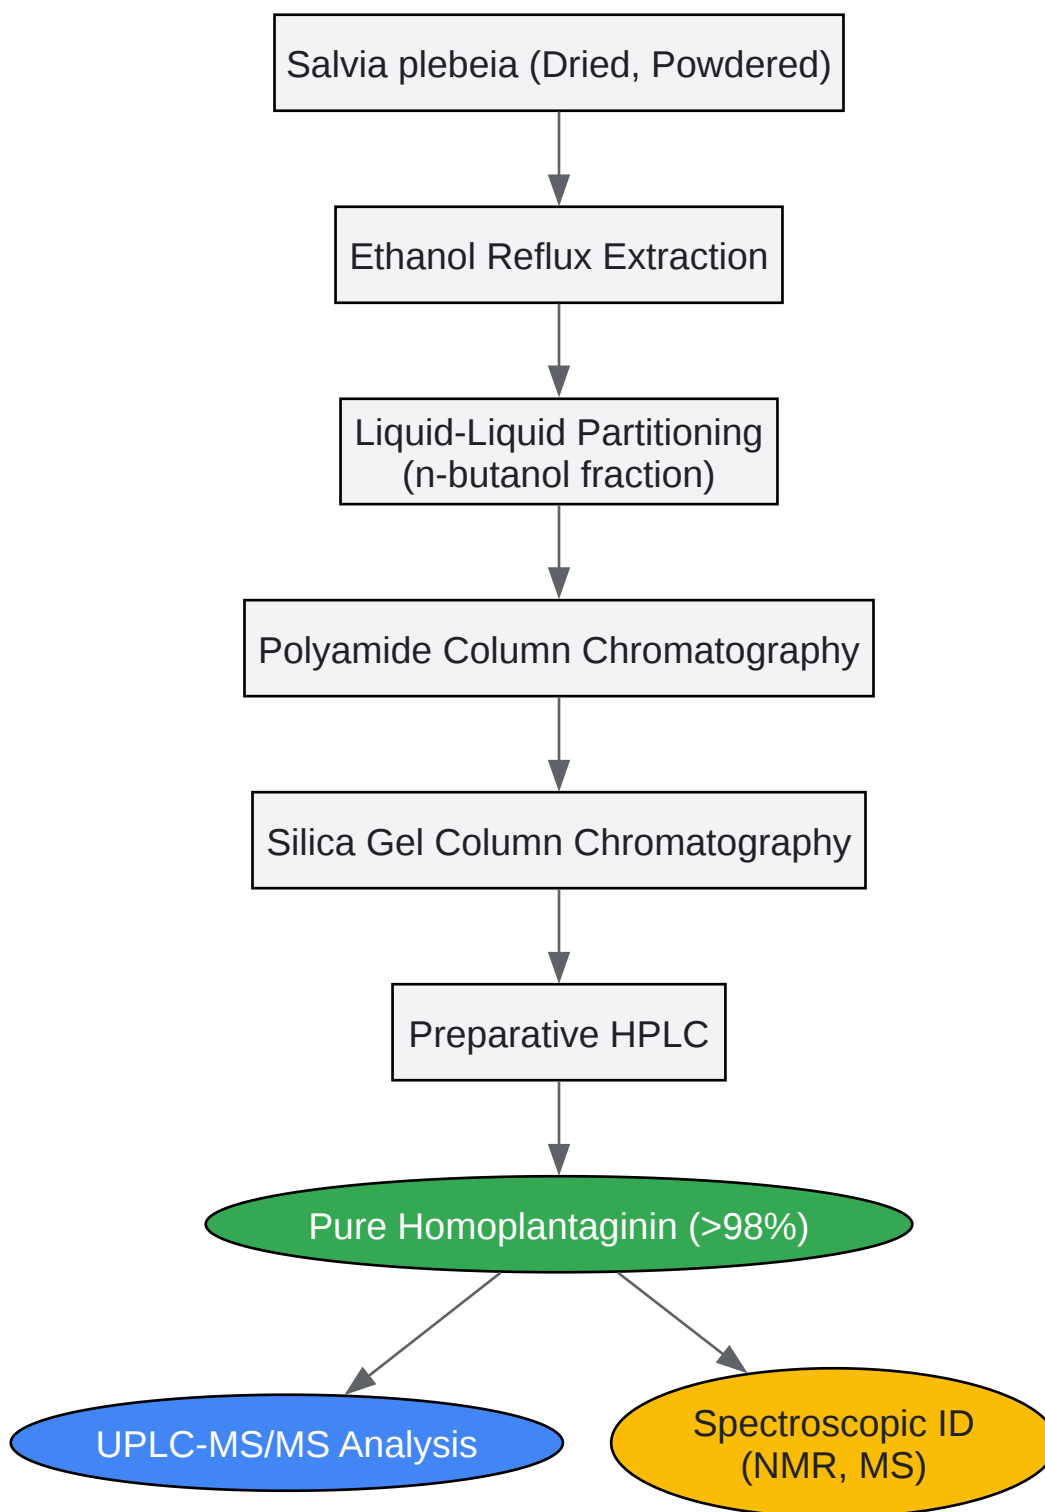 Salvia plebeia (Dried, Powdered)
Ethanol Reflux Extraction
Liquid-Liquid Partitioning
(n-butanol fraction)
Polyamide Column Chromatography
Silica Gel Column Chromatography
Preparative HPLC
Pure Homoplantaginin (>98%)
UPLC-MS/MS Analysis
Spectroscopic ID
(NMR, MS)